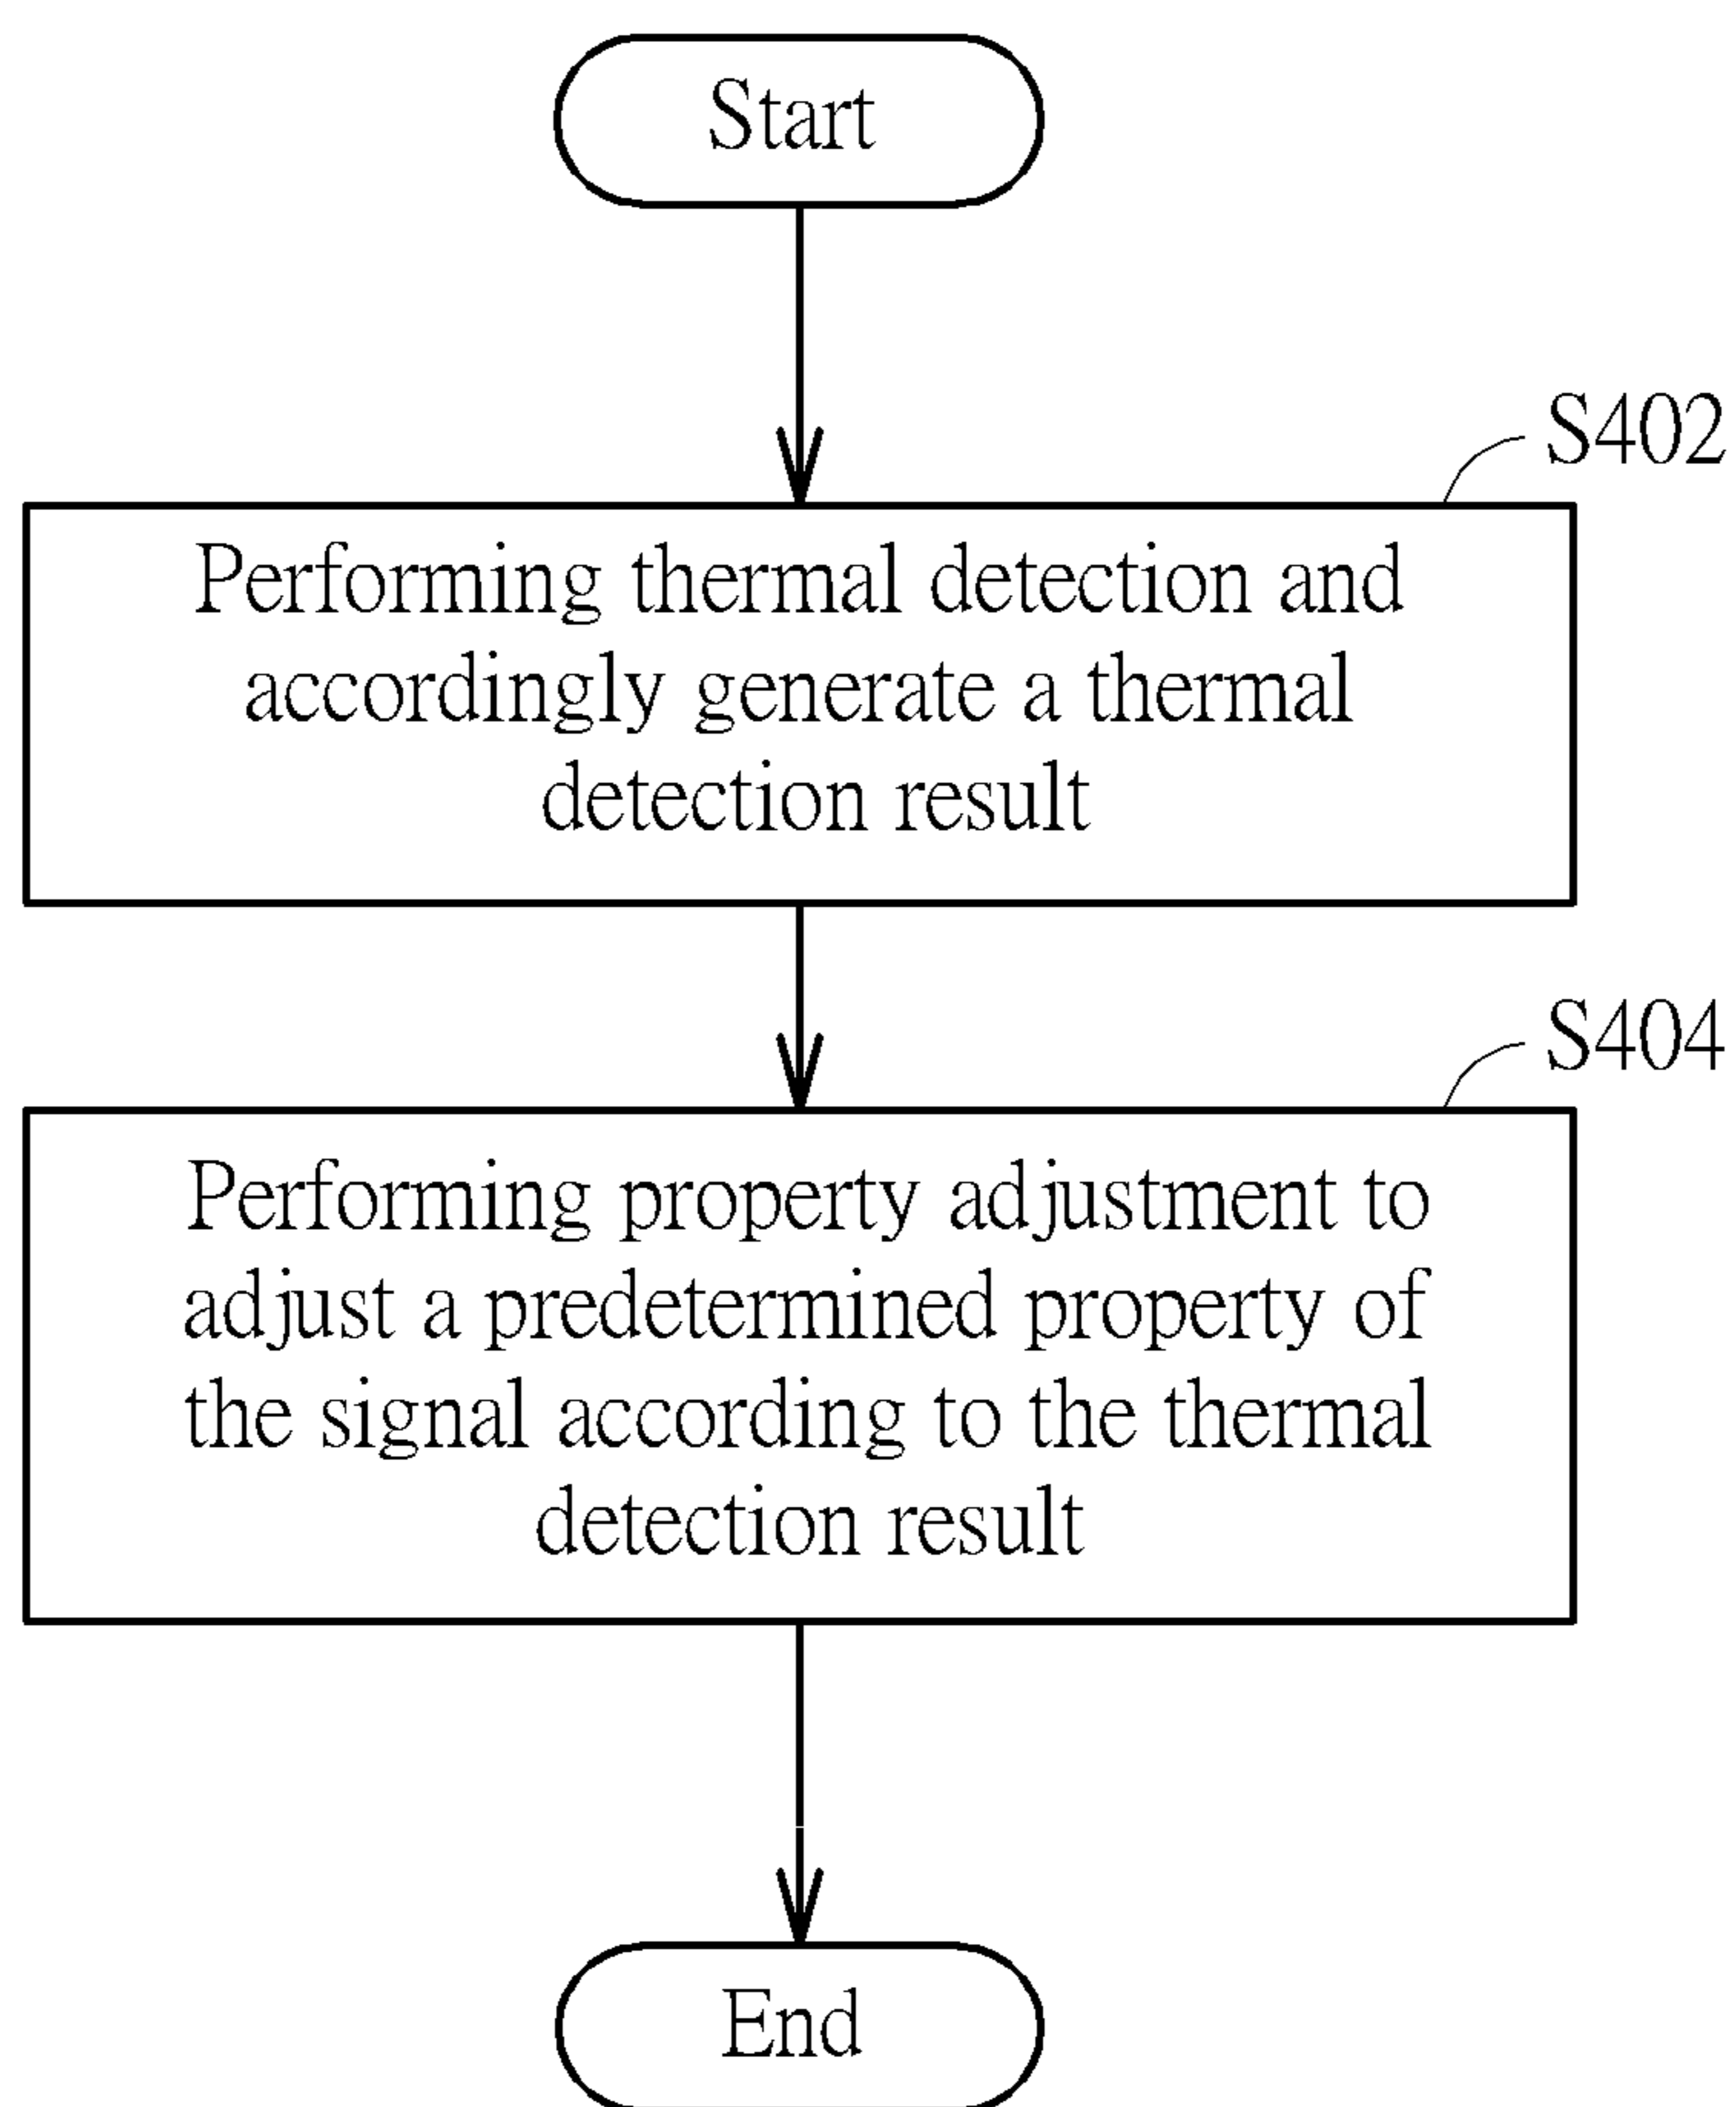 Start
S402
Performing thermal detection and
accordingly generate a thermal
detection result
S404
Performing property adjustment to
adjust a predetermined property of
the signal according to the thermal
detection result
End